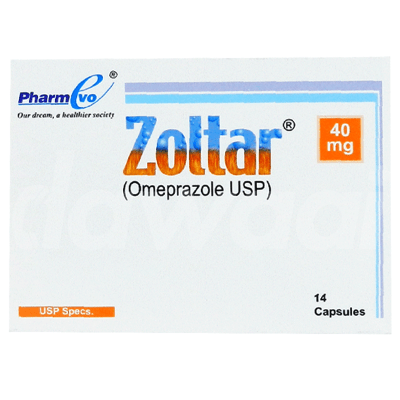 PharmEvo®
Our dream, a healthier society
Zoltar®
40
mg
(Omeprazole USP)
USP Specs.
14
Capsules